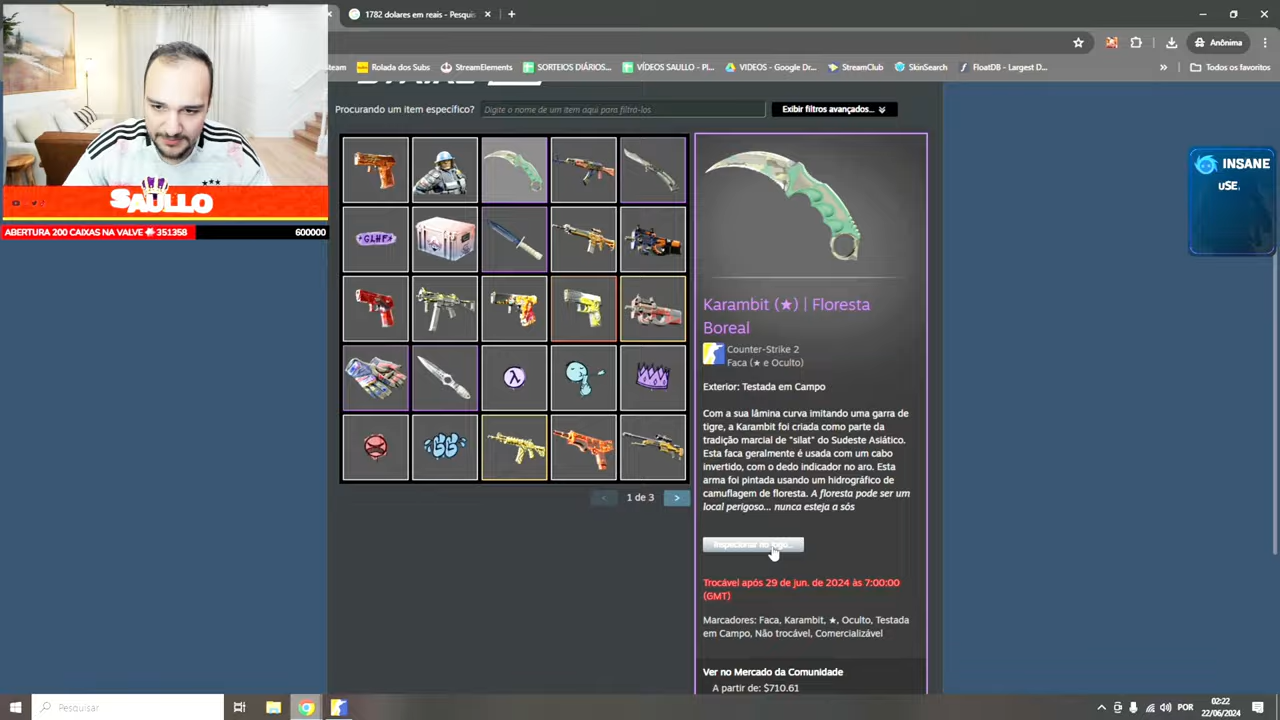 1782 dolares em reais - Pesquis
Anônima
team
Rolada dos Subs
StreamElements
SORTEIOS DIÁRIOS...
VÍDEOS SAULLO - Pl...
VIDEOS - Google Dr...
StreamClub
SkinSearch
FloatDB - Largest D...
Todos os favoritos
Procurando um item específico?
Digite o nome de um item aqui para filtrá-los
Exibir filtros avançados...
INSANE
USE.
SAULLO
ABERTURA 200 CAIXAS NA VALVE 351358
600000
GLHF
Karambit (★) | Floresta
Boreal
Counter-Strike 2
Faca (★ e Oculto)
Exterior: Testada em Campo
Com a sua lâmina curva imitando uma garra de
tigre, a Karambit foi criada como parte da
tradição marcial de "silat" do Sudeste Asiático.
Esta faca geralmente é usada com um cabo
invertido, com o dedo indicador no aro. Esta
arma foi pintada usando um hidrográfico de
camuflagem de floresta. A floresta pode ser um
local perigoso... nunca esteja a sós
λ
GG
< 1 de 3 >
Inspecionar no jogo...
Trocável após 29 de jun. de 2024 às 7:00:00
(GMT)
Marcadores: Faca, Karambit, ★, Oculto, Testada
em Campo, Não trocável, Comercializável
Ver no Mercado da Comunidade
A partir de: $710.61
Pesquisar
POR
02:22
22/06/2024